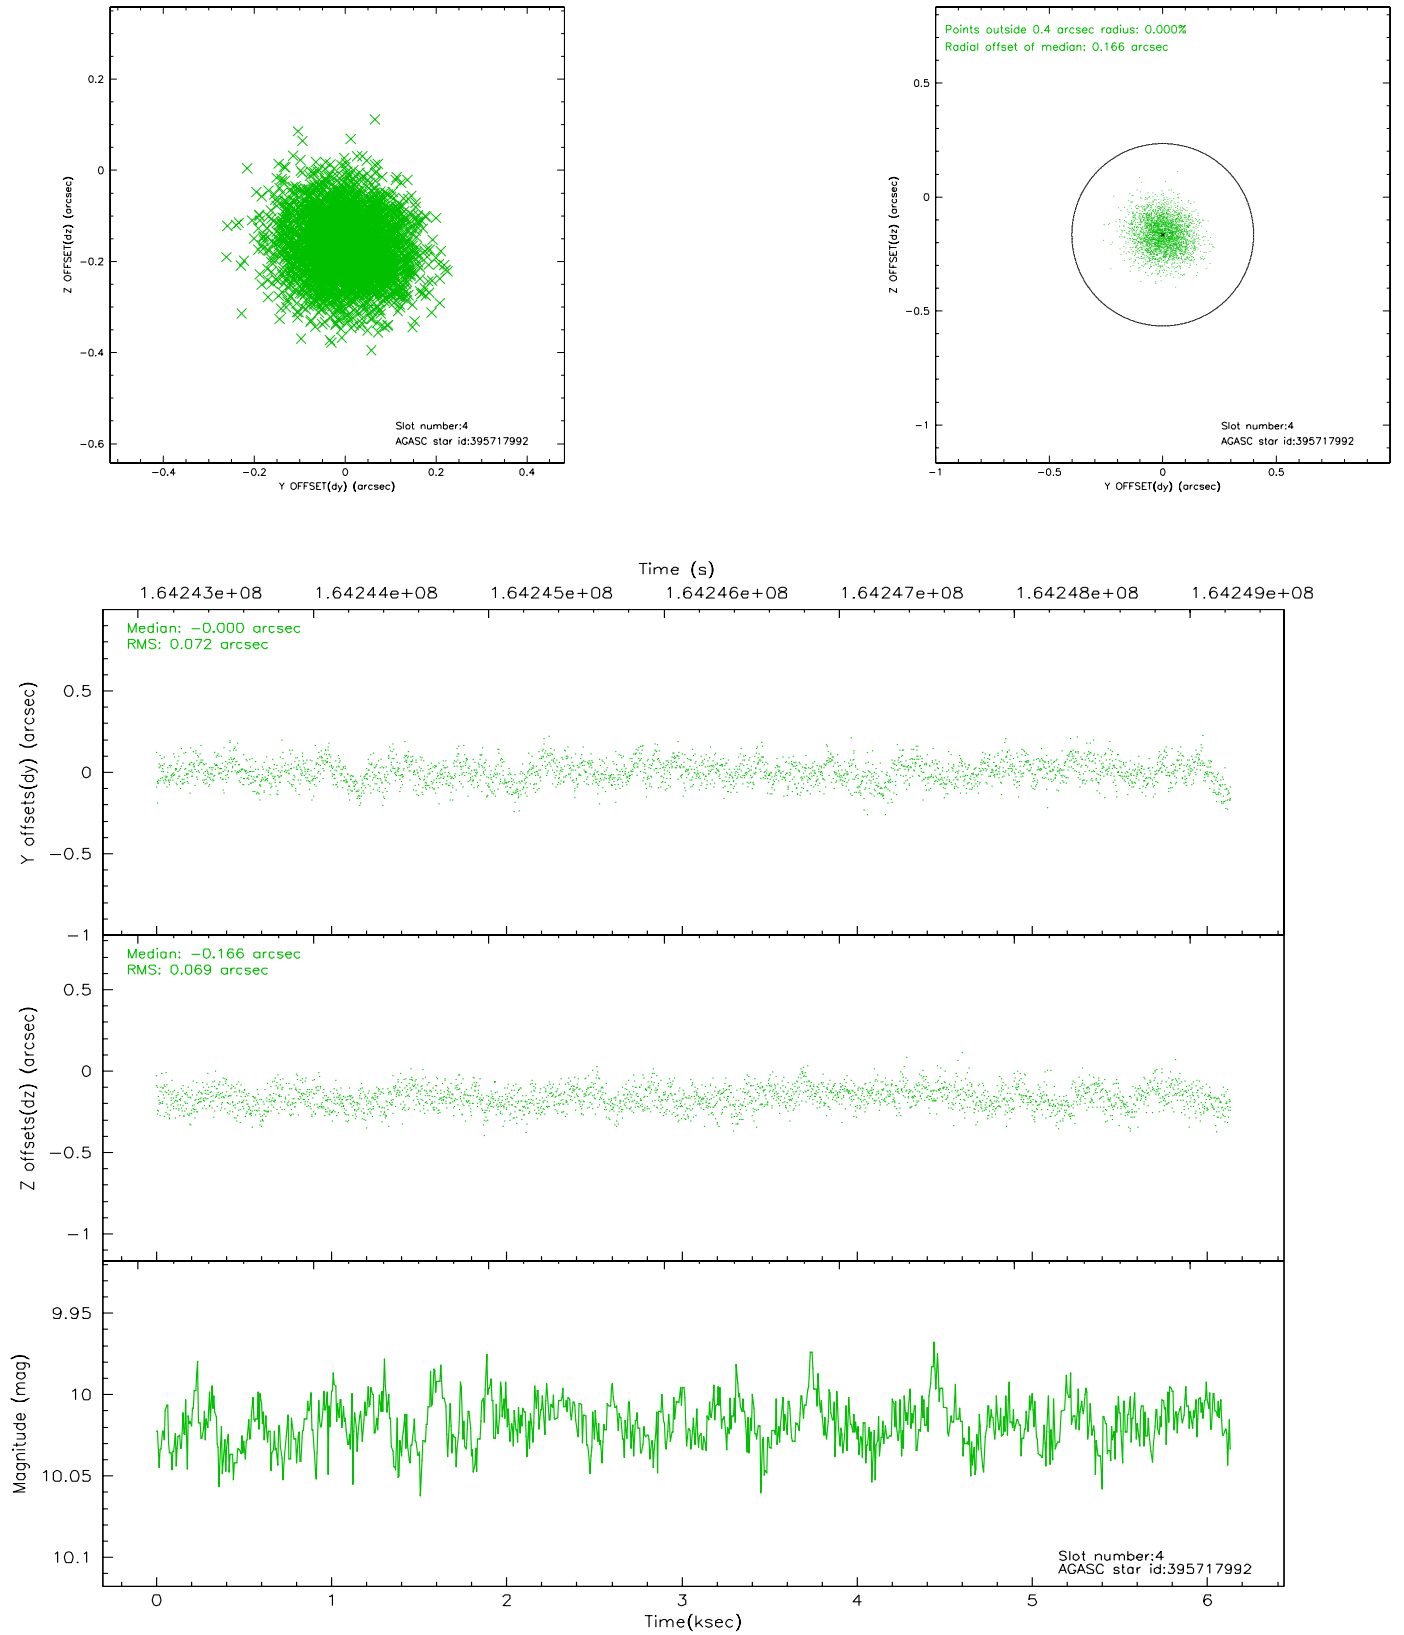 0.2
0
−0.2
−0.4
−0.6
Z OFFSET(dz) (arcsec)
Slot number:4
AGASC star id:395717992
−0.4 −0.2 0 0.2 0.4
Y OFFSET(dy) (arcsec)
Points outside 0.4 arcsec radius: 0.000%
Radial offset of median: 0.166 arcsec
0.5
0
−0.5
−1
Z OFFSET(dz) (arcsec)
Slot number:4
AGASC star id:395717992
−1 −0.5 0 0.5
Y OFFSET(dy) (arcsec)
Time (s)
1.64243e+08 1.64244e+08 1.64245e+08 1.64246e+08 1.64247e+08 1.64248e+08 1.64249e+08
Median: −0.000 arcsec
RMS: 0.072 arcsec
0.5
0
−0.5
−1
Y offsets(dy) (arcsec)
Median: −0.166 arcsec
RMS: 0.069 arcsec
0.5
0
−0.5
−1
Z offsets(dz) (arcsec)
9.95
10
10.05
10.1
Magnitude (mag)
Slot number:4
AGASC star id:395717992
0 1 2 3 4 5 6
Time(ksec)